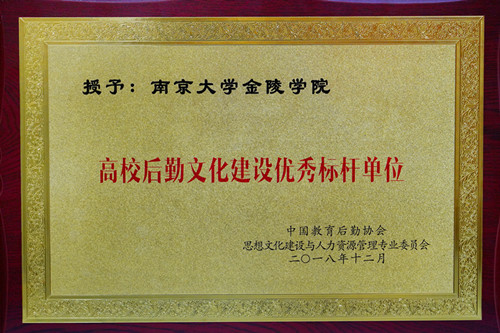 授予：南京大学金陵学院
高校后勤文化建设优秀标杆单位
中国教育后勤协会
思想文化建设与人力资源管理专业委员会
二〇一八年十二月